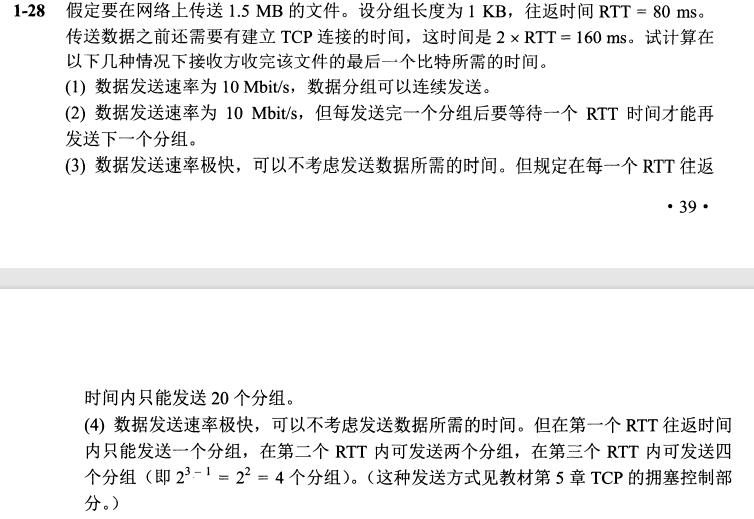 1-28 假定要在网络上传送 1.5 MB 的文件。设分组长度为 1 KB，往返时间 RTT = 80 ms。
传送数据之前还需要有建立 TCP 连接的时间，这时间是 2 × RTT = 160 ms。试计算在
以下几种情况下接收方收完该文件的最后一个比特所需的时间。
(1) 数据发送速率为 10 Mbit/s，数据分组可以连续发送。
(2) 数据发送速率为 10 Mbit/s，但每发送完一个分组后要等待一个 RTT 时间才能再
发送下一个分组。
(3) 数据发送速率极快，可以不考虑发送数据所需的时间。但规定在每一个 RTT 往返
• 39 •
时间内只能发送 20 个分组。
(4) 数据发送速率极快，可以不考虑发送数据所需的时间。但在第一个 RTT 往返时间
内只能发送一个分组，在第二个 RTT 内可发送两个分组，在第三个 RTT 内可发送四
个分组（即 2³⁻¹ = 2² = 4 个分组）。（这种发送方式见教材第 5 章 TCP 的拥塞控制部
分。）